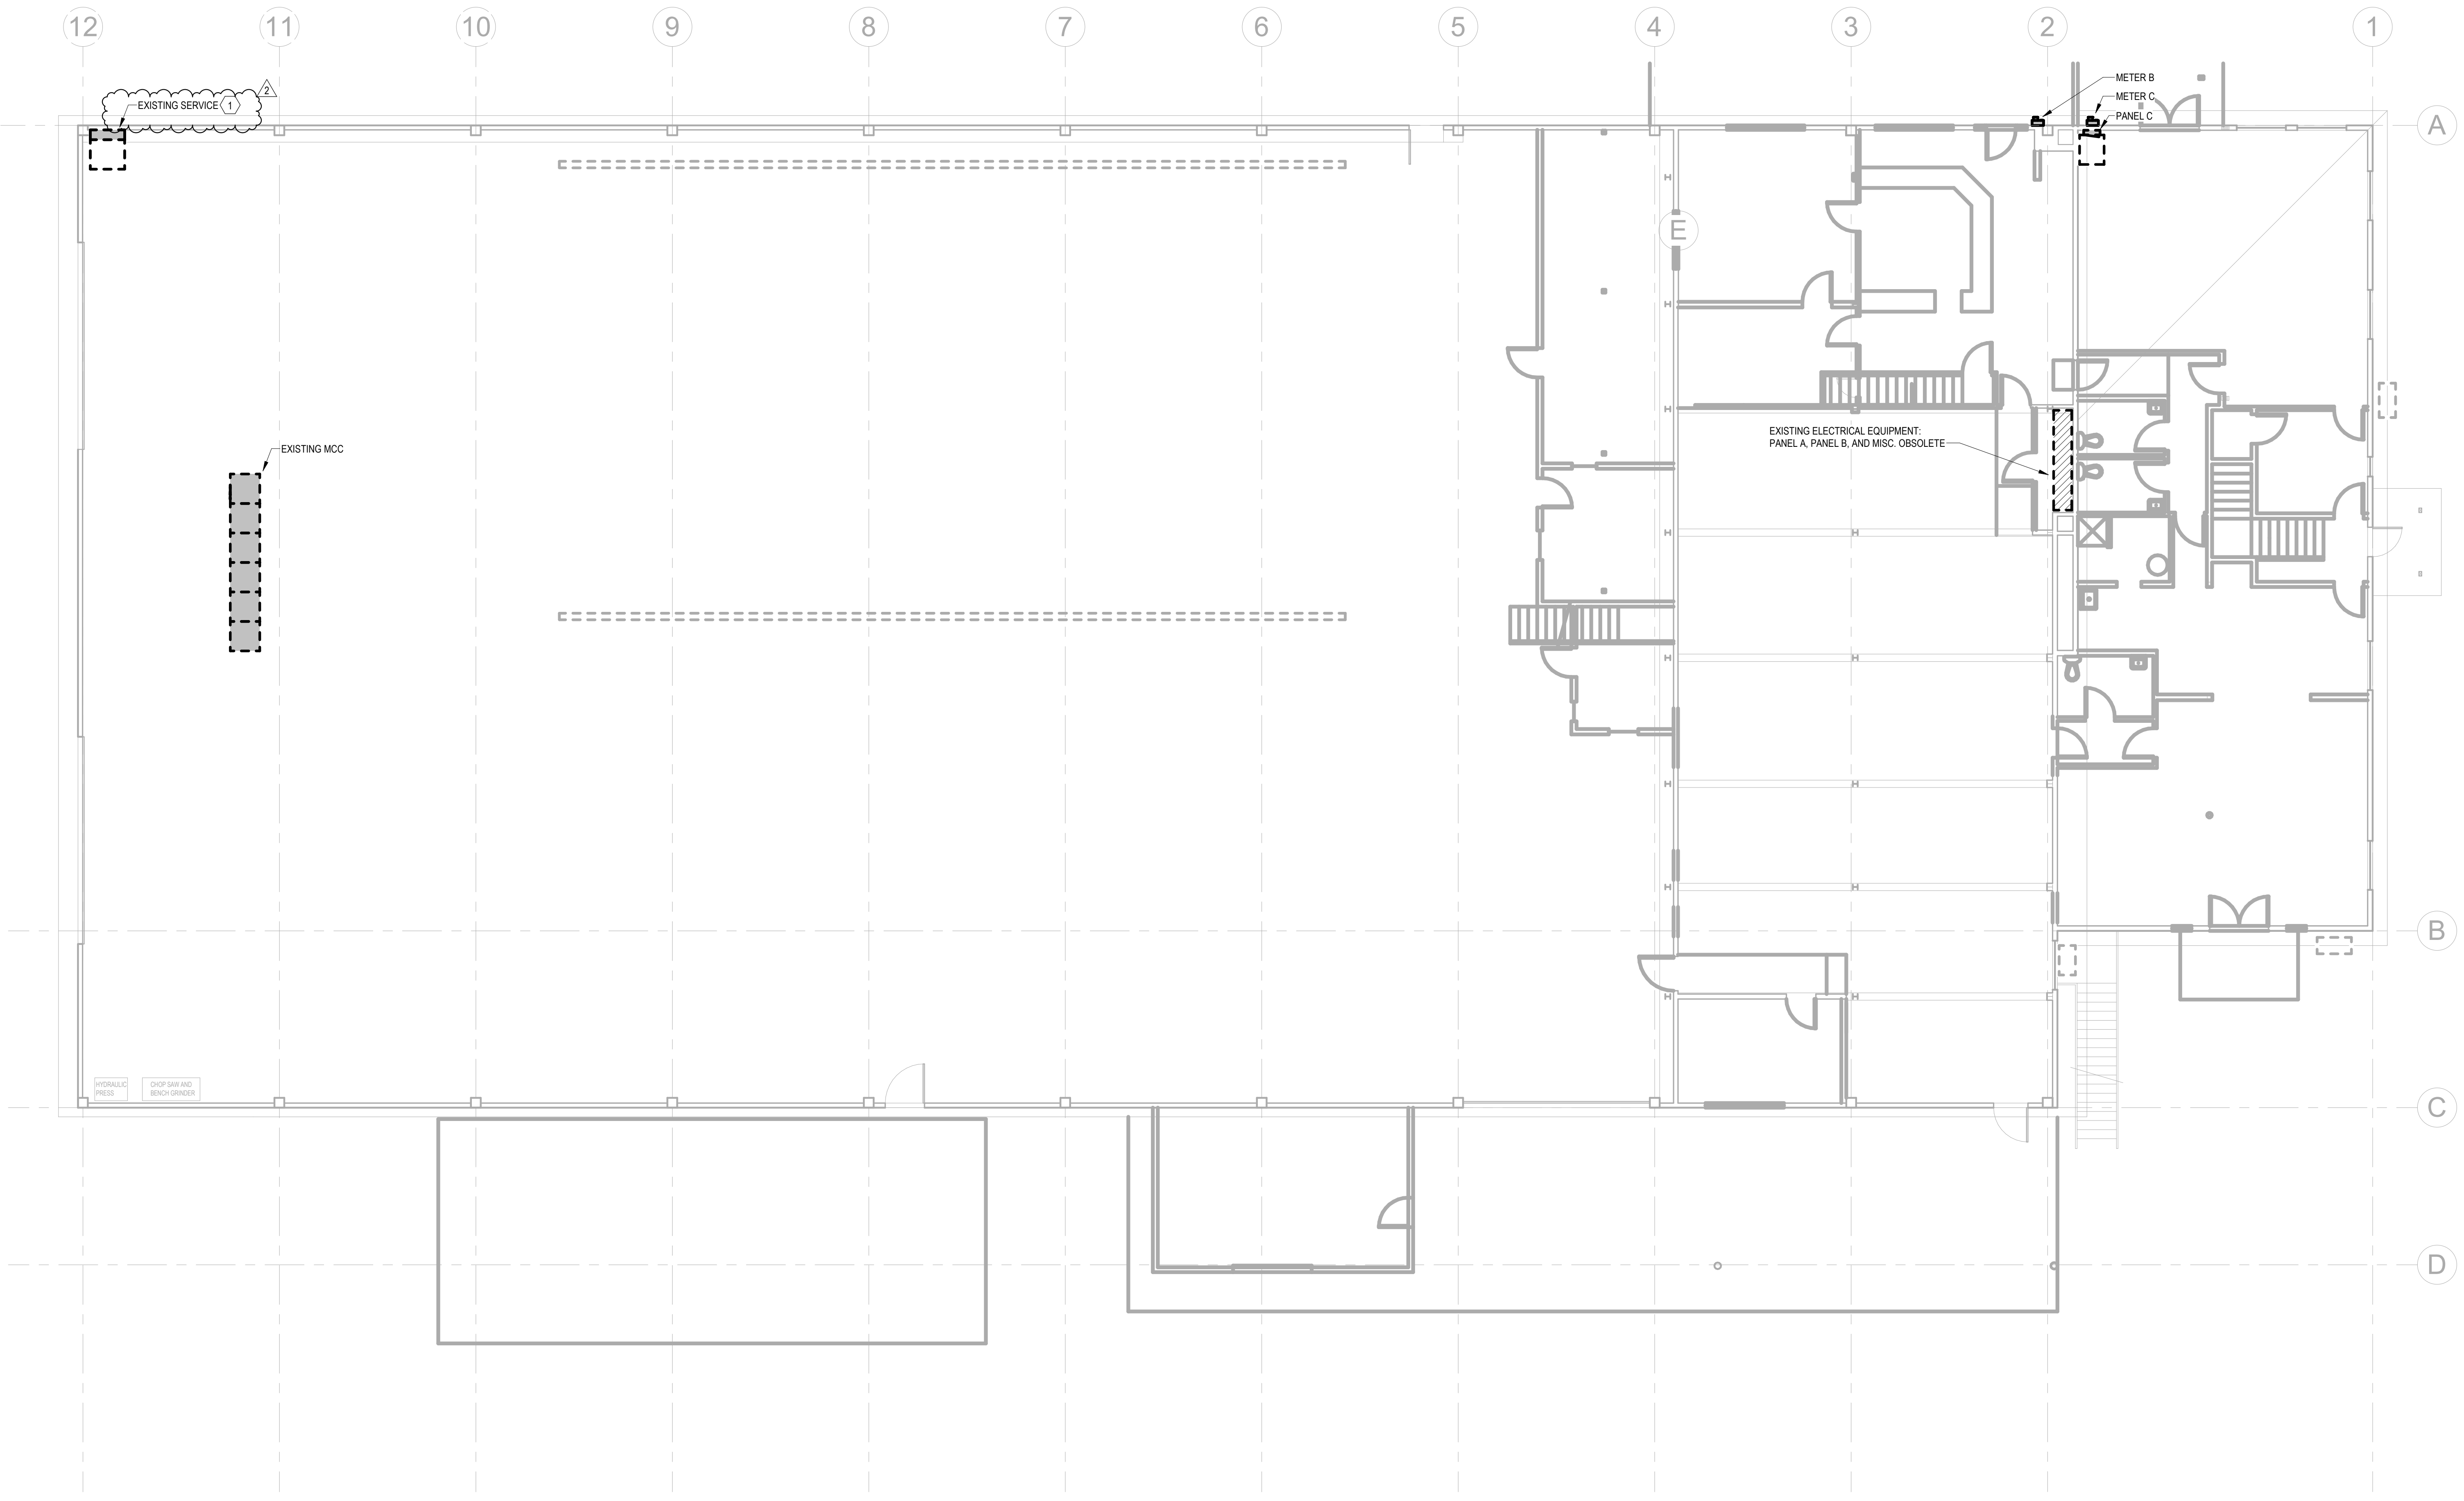 12
11
10
9
8
7
6
5
4
3
2
1
2
EXISTING SERVICE 1
METER B
METER C
PANEL C
A
E
EXISTING ELECTRICAL EQUIPMENT:
PANEL A, PANEL B, AND MISC. OBSOLETE
EXISTING MCC
B
HYDRAULIC
PRESS
CHOP SAW AND
BENCH GRINDER
C
D